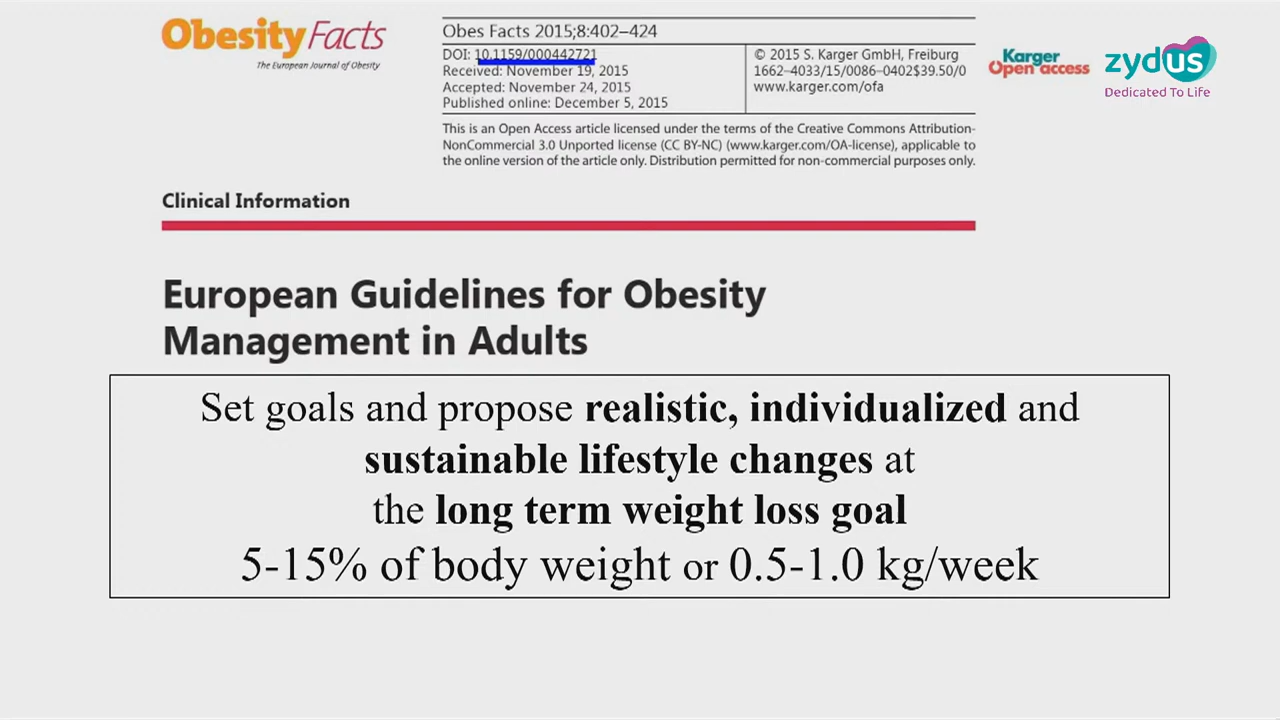 Obesity Facts
The European Journal of Obesity
Obes Facts 2015;8:402–424
DOI: 10.1159/000442721
Received: November 19, 2015
Accepted: November 24, 2015
Published online: December 5, 2015
© 2015 S. Karger GmbH, Freiburg
1662–4033/15/0086–0402$39.50/0
www.karger.com/ofa
Karger
Open access
zydus
Dedicated To Life
This is an Open Access article licensed under the terms of the Creative Commons Attribution-
NonCommercial 3.0 Unported license (CC BY-NC) (www.karger.com/OA-license), applicable to
the online version of the article only. Distribution permitted for non-commercial purposes only.
Clinical Information
European Guidelines for Obesity
Management in Adults
Set goals and propose realistic, individualized and
sustainable lifestyle changes at
the long term weight loss goal
5-15% of body weight or 0.5-1.0 kg/week